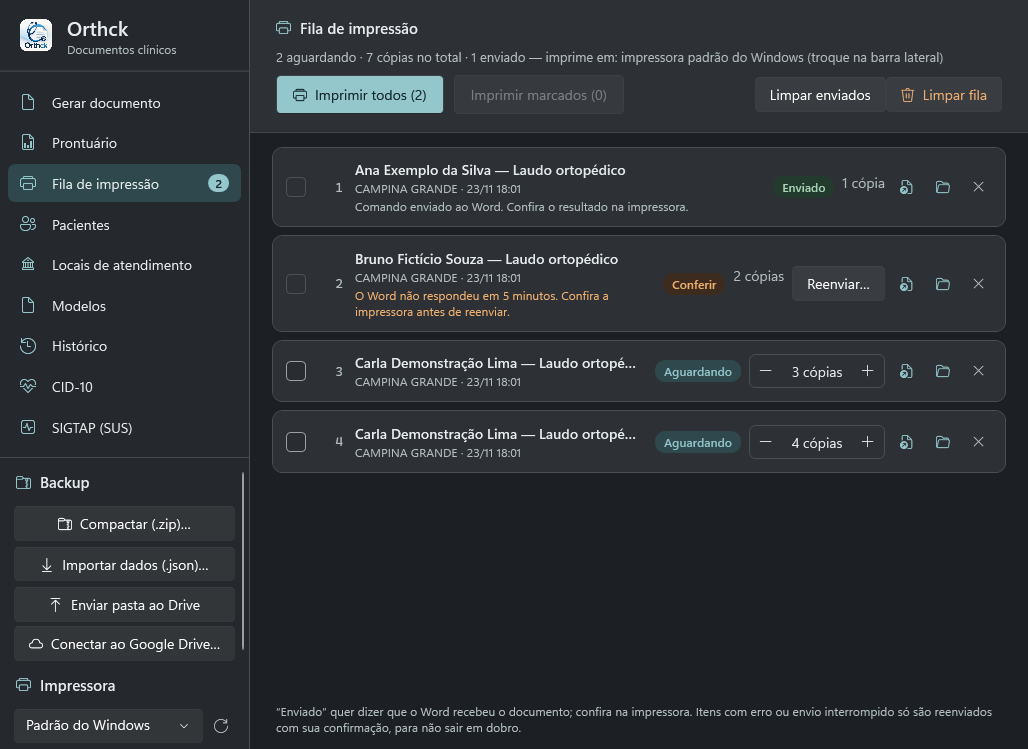 Orthck
Orthck
Documentos clínicos
Gerar documento
Prontuário
Fila de impressão 2
Pacientes
Locais de atendimento
Modelos
Histórico
CID-10
SIGTAP (SUS)
Backup
Compactar (.zip)...
Importar dados (.json)...
Enviar pasta ao Drive
Conectar ao Google Drive...
Impressora
Padrão do Windows
Fila de impressão
2 aguardando · 7 cópias no total · 1 enviado — imprime em: impressora padrão do Windows (troque na barra lateral)
Imprimir todos (2) Imprimir marcados (0) Limpar enviados Limpar fila
1 Ana Exemplo da Silva — Laudo ortopédico
CAMPINA GRANDE · 23/11 18:01
Comando enviado ao Word. Confira o resultado na impressora.
Enviado 1 cópia
2 Bruno Fictício Souza — Laudo ortopédico
CAMPINA GRANDE · 23/11 18:01
O Word não respondeu em 5 minutos. Confira a
impressora antes de reenviar.
Conferir 2 cópias Reenviar...
3 Carla Demonstração Lima — Laudo ortopé...
CAMPINA GRANDE · 23/11 18:01
Aguardando — 3 cópias +
4 Carla Demonstração Lima — Laudo ortopé...
CAMPINA GRANDE · 23/11 18:01
Aguardando — 4 cópias +
“Enviado” quer dizer que o Word recebeu o documento; confira na impressora. Itens com erro ou envio interrompido só são reenviados
com sua confirmação, para não sair em dobro.